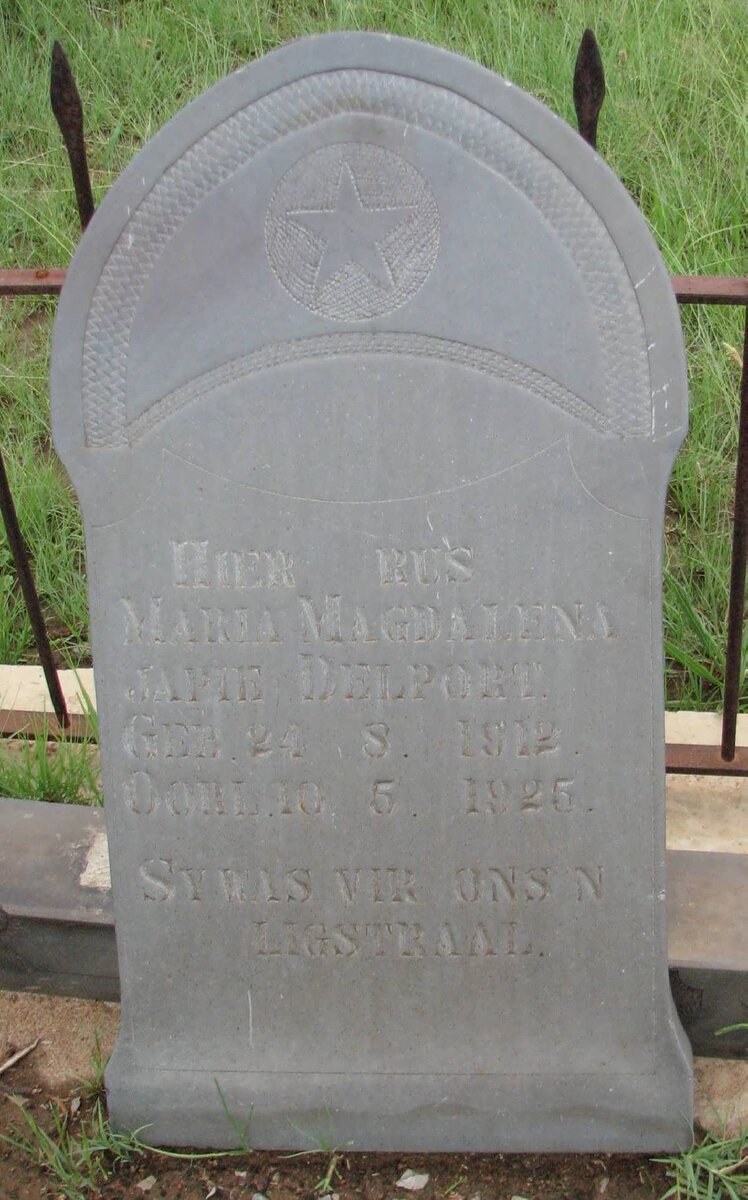 HIER RUS
MARIA MAGDALENA
JAPIE DELPORT.
GEB. 24 8. 1912.
OORL. 10 5. 1925.
SY WAS VIR ONS N
LIGSTRAAL.